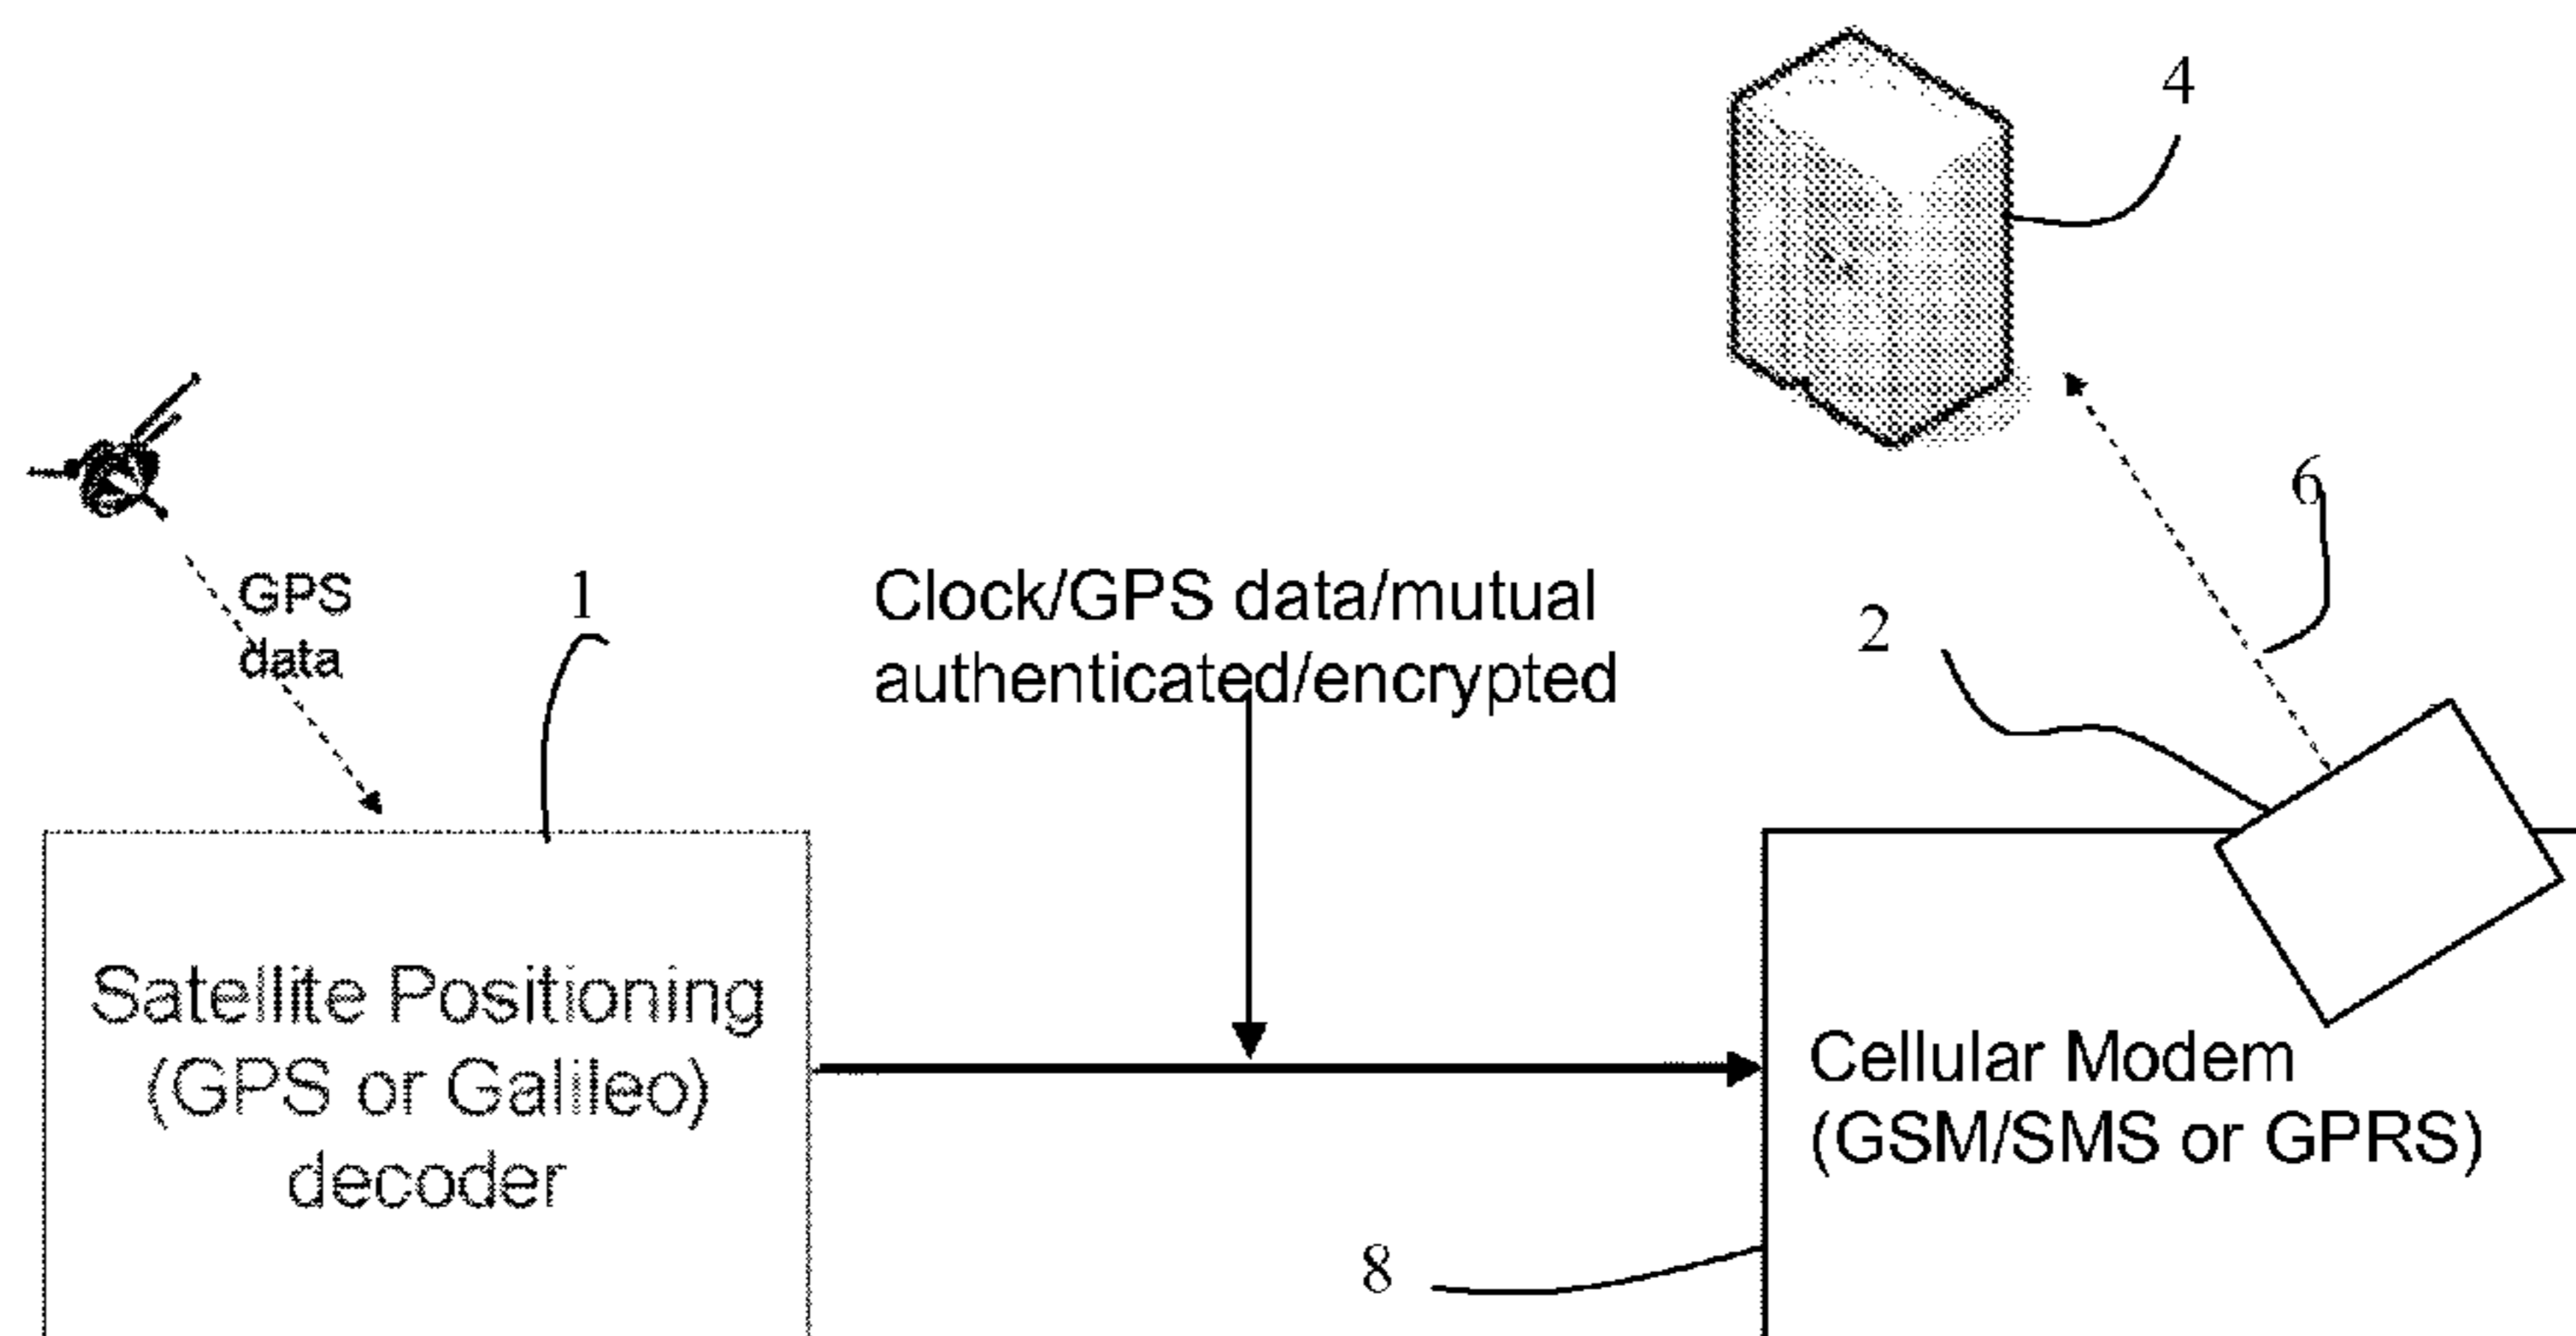 4
6
GPS
data
1
Clock/GPS data/mutual
authenticated/encrypted
2
Satellite Positioning
(GPS or Galileo)
decoder
Cellular Modem
(GSM/SMS or GPRS)
8